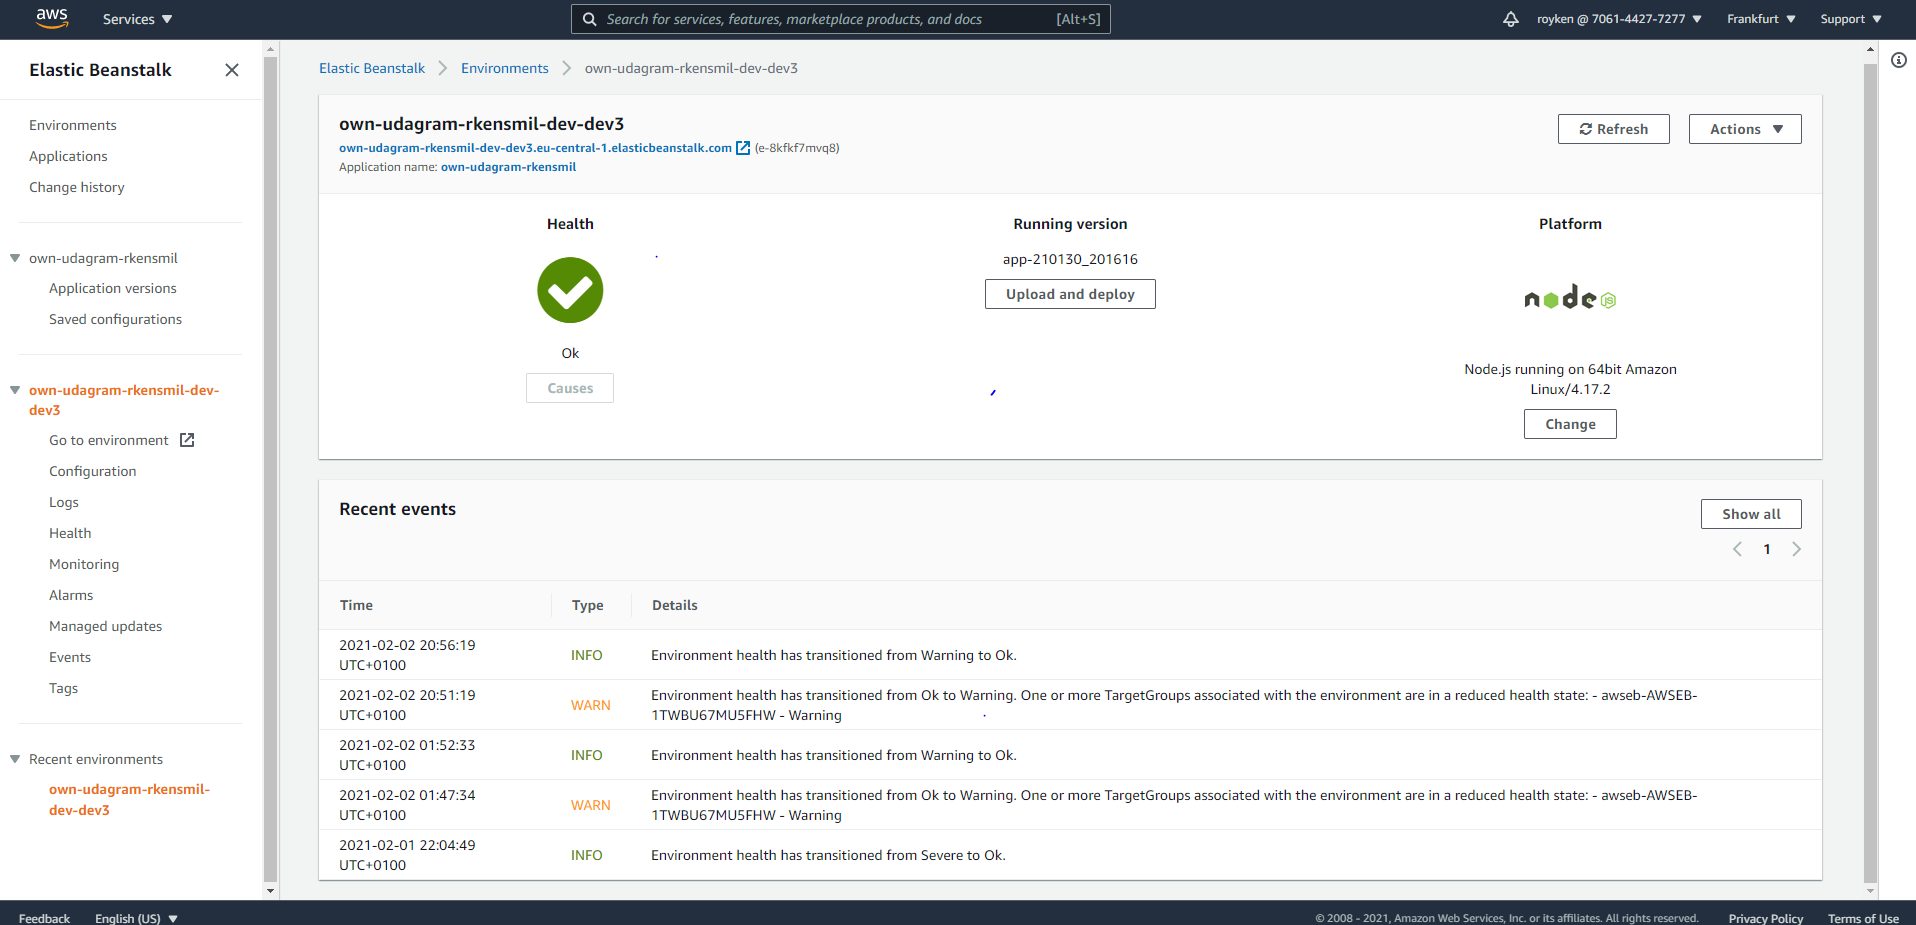 aws
Services
Search for services, features, marketplace products, and docs [Alt+S]
royken @ 7061-4427-7277
Frankfurt
Support
Elastic Beanstalk
Environments
Applications
Change history
own-udagram-rkensmil
Application versions
Saved configurations
own-udagram-rkensmil-dev-
dev3
Go to environment
Configuration
Logs
Health
Monitoring
Alarms
Managed updates
Events
Tags
Recent environments
own-udagram-rkensmil-
dev-dev3
Elastic Beanstalk
Environments
own-udagram-rkensmil-dev-dev3
own-udagram-rkensmil-dev-dev3
own-udagram-rkensmil-dev-dev3.eu-central-1.elasticbeanstalk.com (e-8kfkf7mvq8)
Application name: own-udagram-rkensmil
Refresh
Actions
Health
Ok
Causes
Running version
app-210130_201616
Upload and deploy
Platform
node JS
Node.js running on 64bit Amazon
Linux/4.17.2
Change
Recent events
Show all
1
Time
Type
Details
2021-02-02 20:56:19
UTC+0100
INFO
Environment health has transitioned from Warning to Ok.
2021-02-02 20:51:19
UTC+0100
WARN
Environment health has transitioned from Ok to Warning. One or more TargetGroups associated with the environment are in a reduced health state: - awseb-AWSEB-
1TWBU67MU5FHW - Warning
2021-02-02 01:52:33
UTC+0100
INFO
Environment health has transitioned from Warning to Ok.
2021-02-02 01:47:34
UTC+0100
WARN
Environment health has transitioned from Ok to Warning. One or more TargetGroups associated with the environment are in a reduced health state: - awseb-AWSEB-
1TWBU67MU5FHW - Warning
2021-02-01 22:04:49
UTC+0100
INFO
Environment health has transitioned from Severe to Ok.
Feedback
English (US)
© 2008 - 2021, Amazon Web Services, Inc. or its affiliates. All rights reserved.
Privacy Policy
Terms of Use